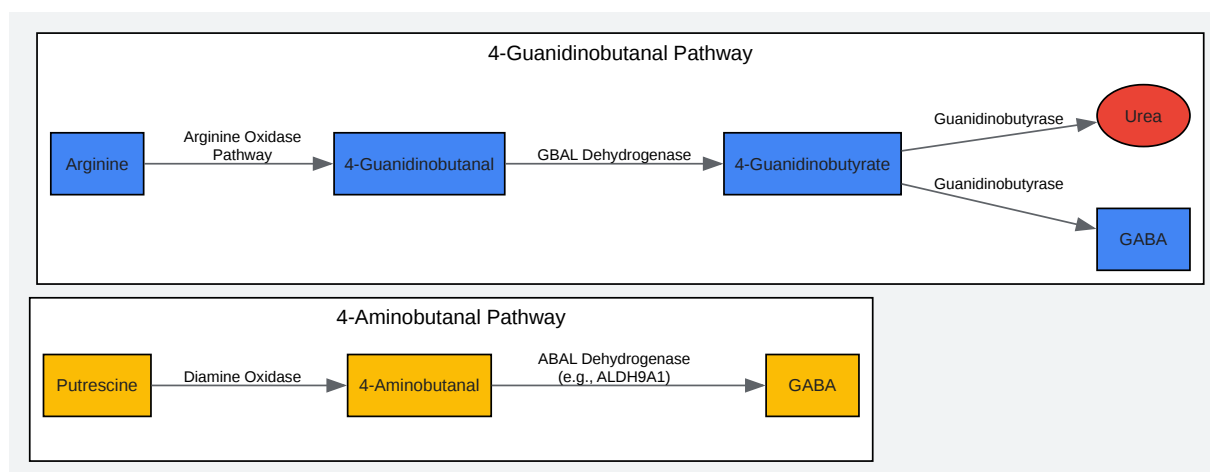 4-Guanidinobutanal Pathway
Arginine
Arginine Oxidase
Pathway
4-Guanidinobutanal
GBAL Dehydrogenase
4-Guanidinobutyrate
Guanidinobutyrase
Urea
Guanidinobutyrase
GABA
4-Aminobutanal Pathway
Putrescine
Diamine Oxidase
4-Aminobutanal
ABAL Dehydrogenase
(e.g., ALDH9A1)
GABA